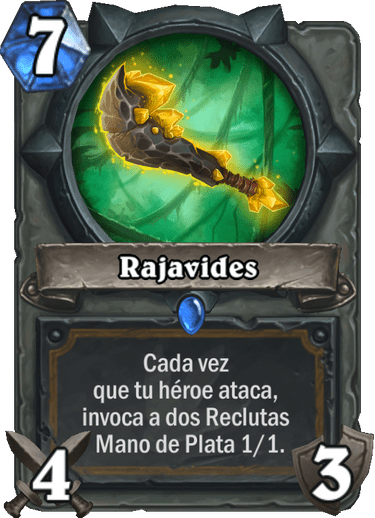 7
Rajavides
Cada vez
que tu héroe ataca,
invoca a dos Reclutas
Mano de Plata 1/1.
4
3